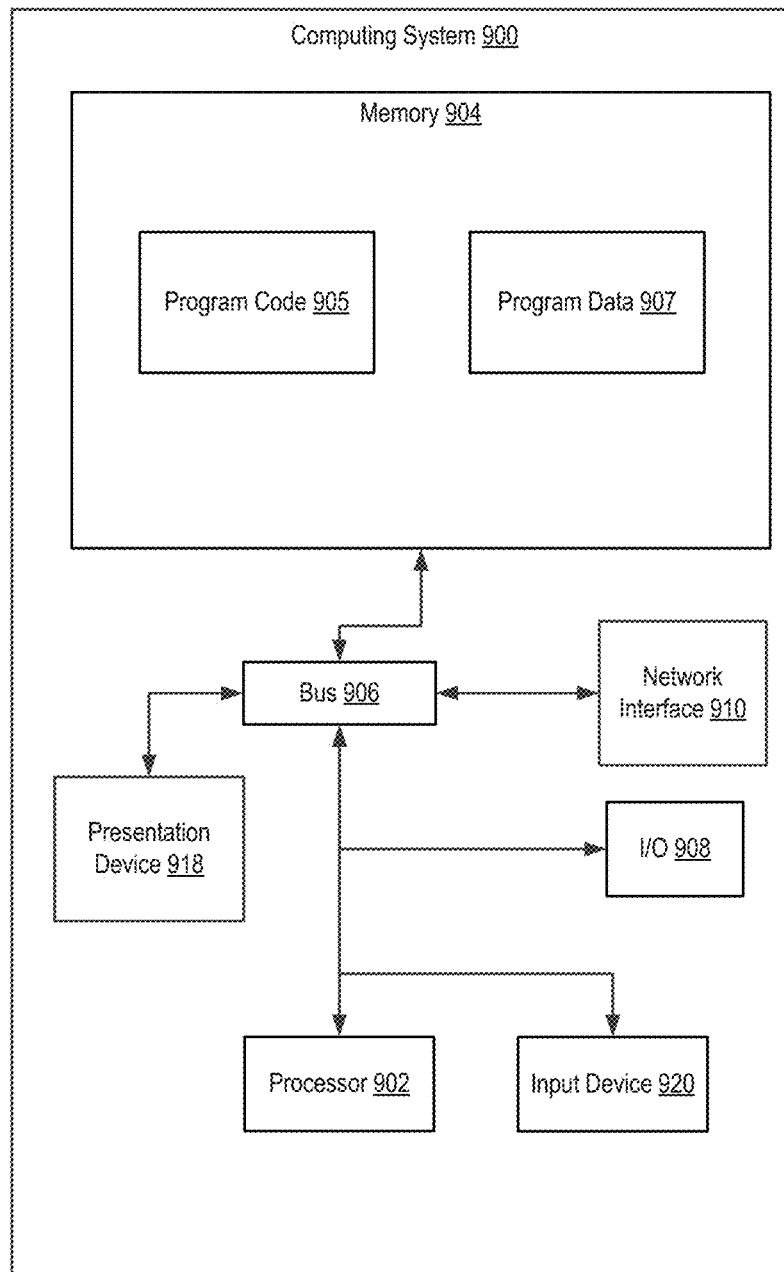 Computing System 900
Memory 904
Program Code 905
Program Data 907
Bus 906
Network
Interface 910
Presentation
Device 918
I/O 908
Processor 902
Input Device 920